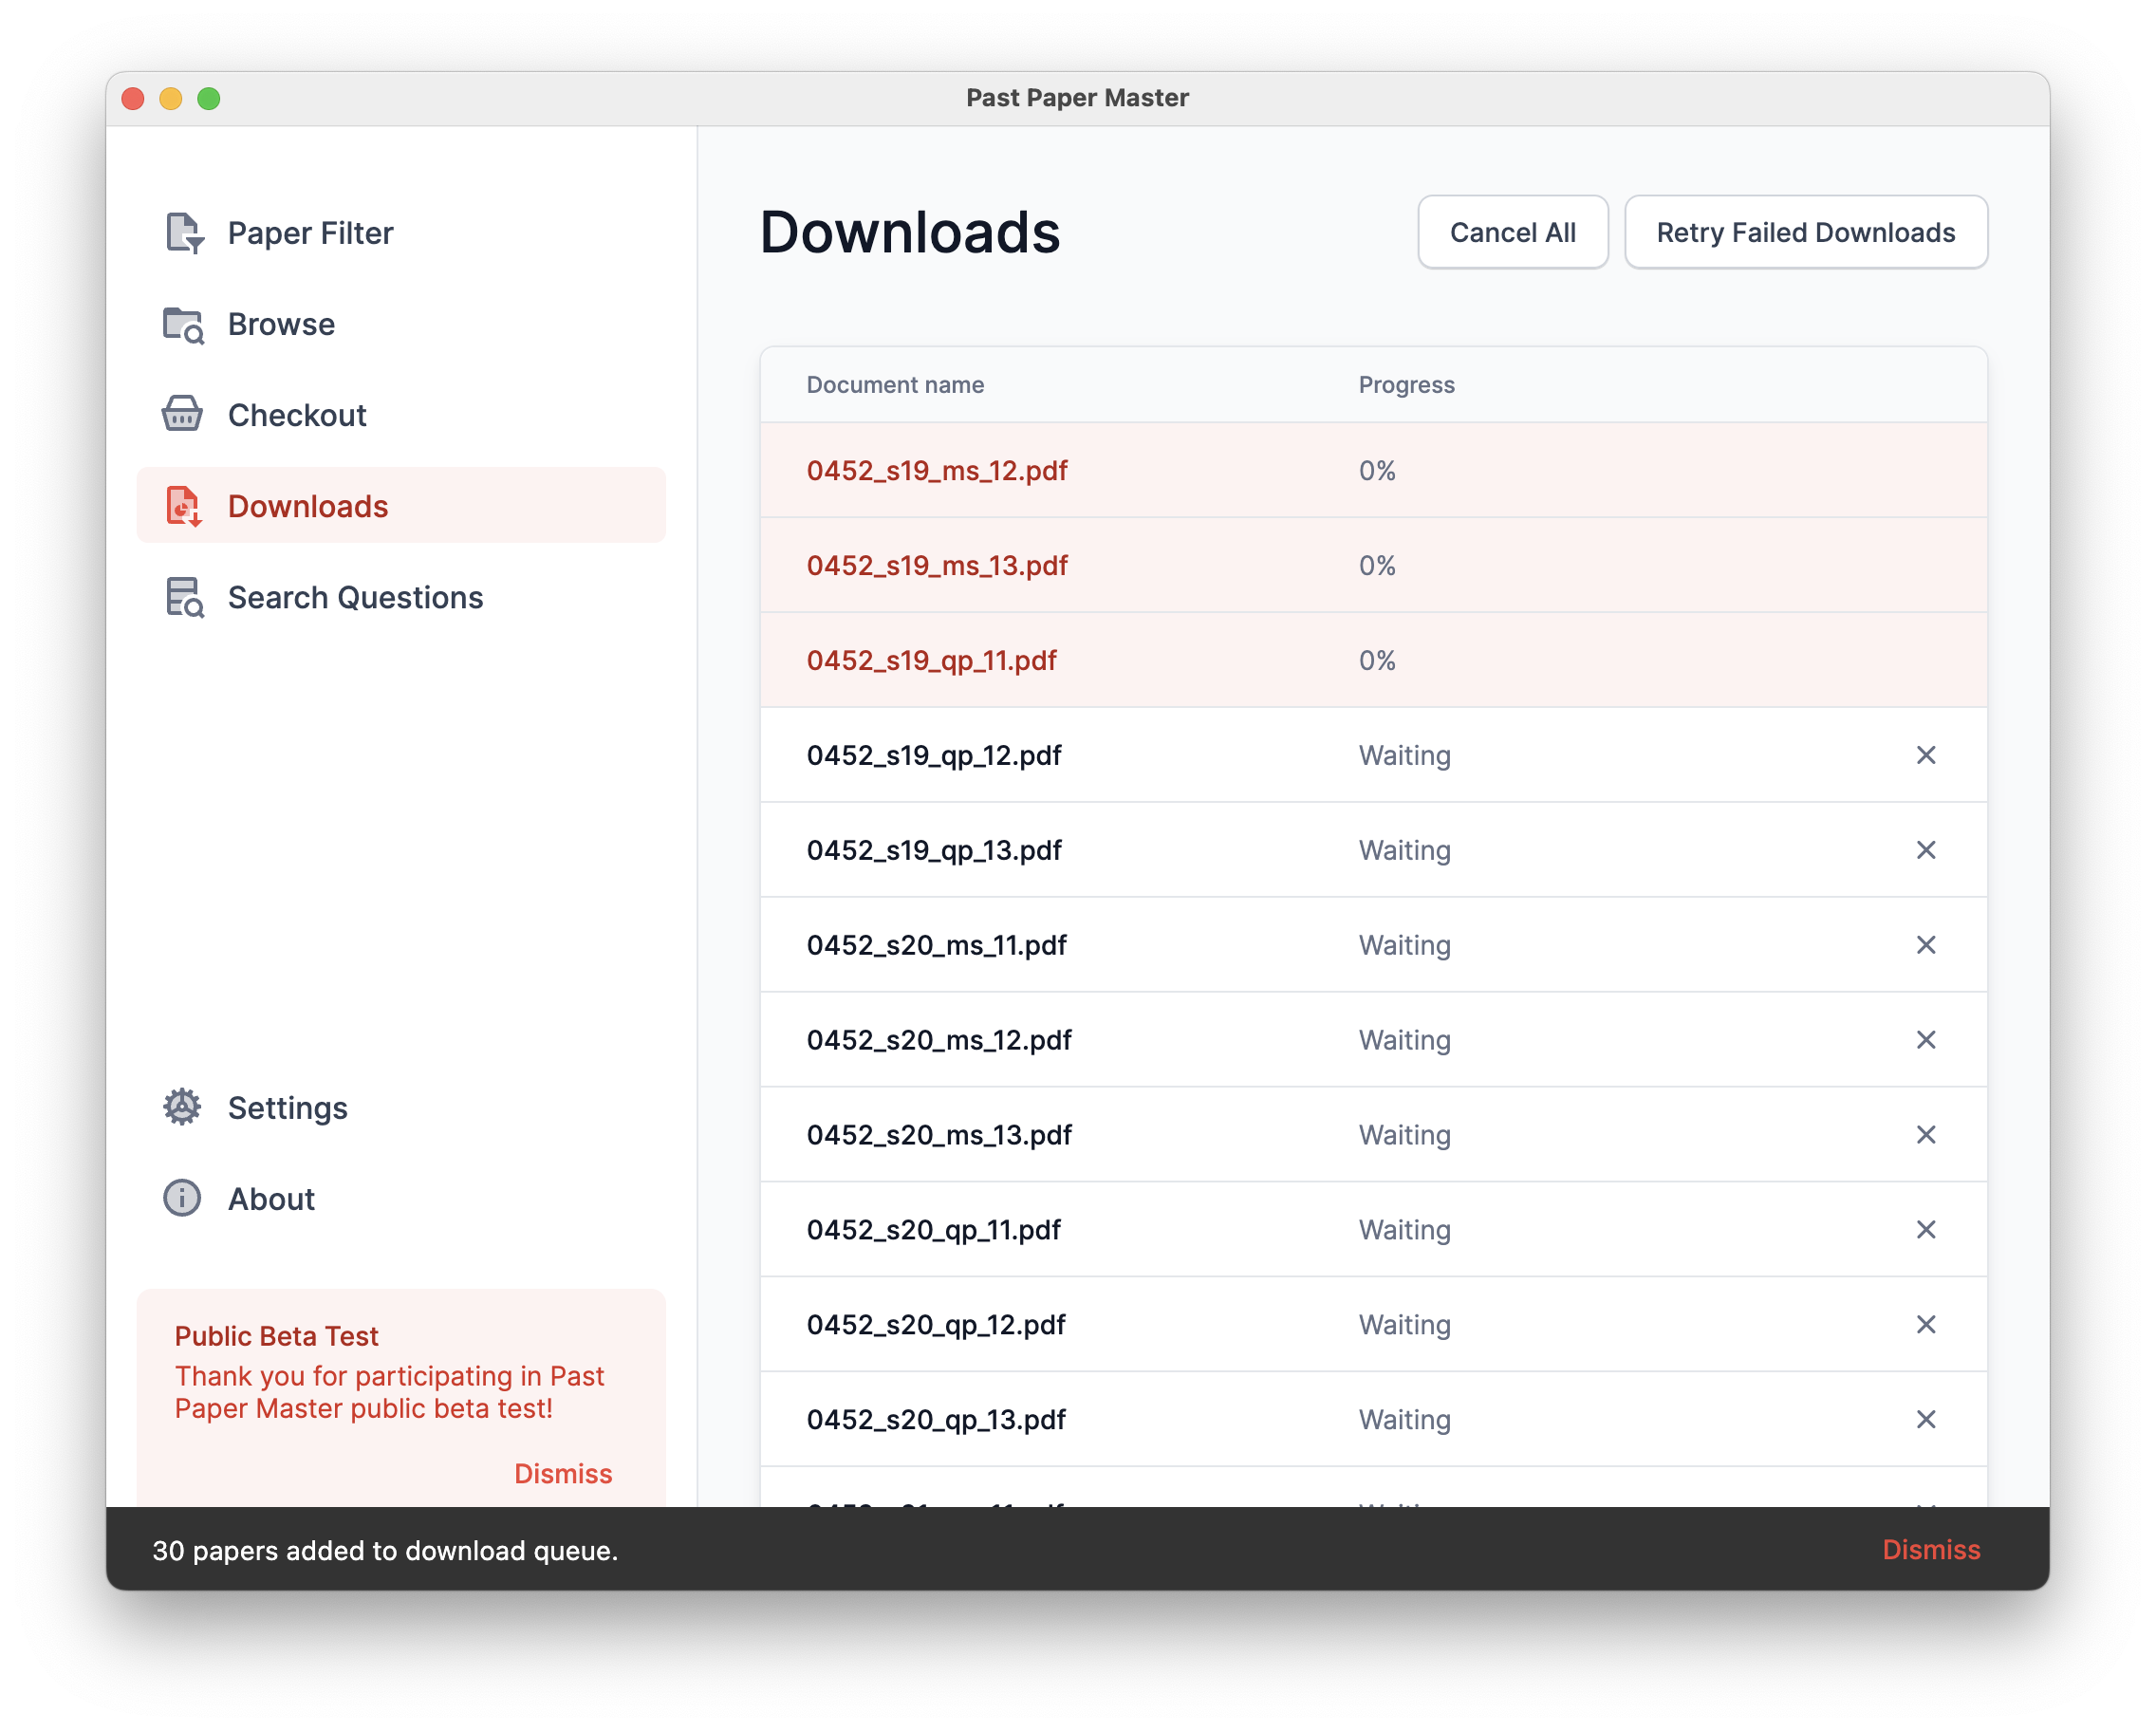 Past Paper Master
Paper Filter
Browse
Checkout
Downloads
Search Questions
Settings
About
Public Beta Test
Thank you for participating in Past
Paper Master public beta test!
Dismiss
Downloads
Cancel All
Retry Failed Downloads
Document name Progress
0452_s19_ms_12.pdf 0%
0452_s19_ms_13.pdf 0%
0452_s19_qp_11.pdf 0%
0452_s19_qp_12.pdf Waiting
0452_s19_qp_13.pdf Waiting
0452_s20_ms_11.pdf Waiting
0452_s20_ms_12.pdf Waiting
0452_s20_ms_13.pdf Waiting
0452_s20_qp_11.pdf Waiting
0452_s20_qp_12.pdf Waiting
0452_s20_qp_13.pdf Waiting
30 papers added to download queue.
Dismiss